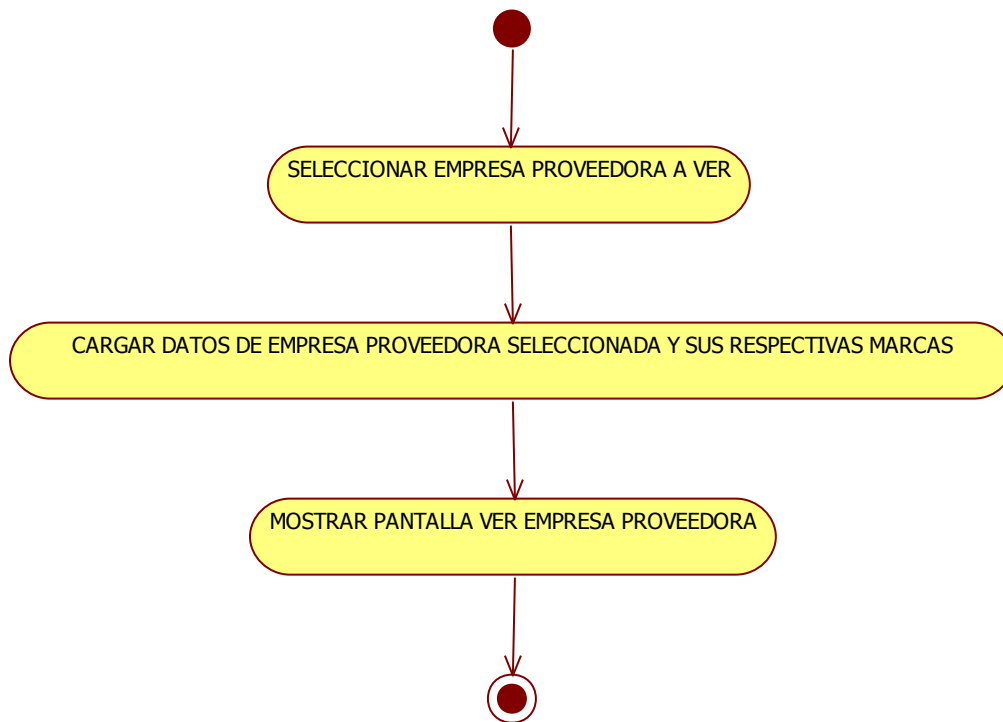 SELECCIONAR EMPRESA PROVEEDORA A VER
CARGAR DATOS DE EMPRESA PROVEEDORA SELECCIONADA Y SUS RESPECTIVAS MARCAS
MOSTRAR PANTALLA VER EMPRESA PROVEEDORA